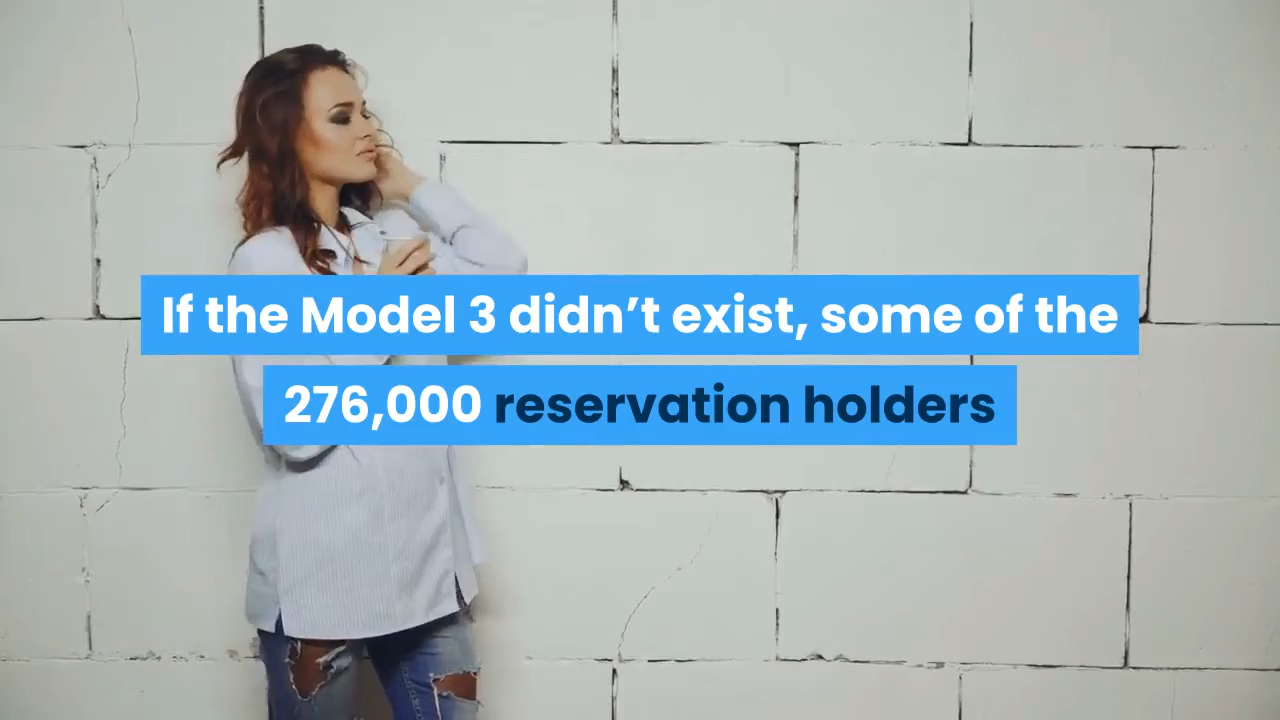 If the Model 3 didn’t exist, some of the
276,000 reservation holders